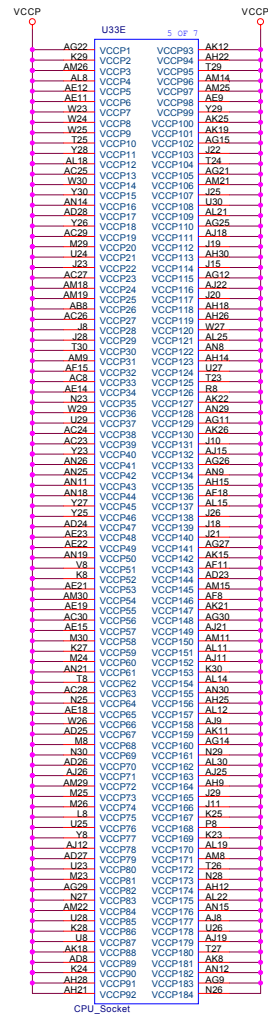 VCCP VCCP
U33E 5 OF 7
AG22 VCCP1 VCCP93 AK12
K29 VCCP2 VCCP94 AH22
AM26 VCCP3 VCCP95 T29
AL8 VCCP4 VCCP96 AM14
AE12 VCCP5 VCCP97 AM25
AE11 VCCP6 VCCP98 AE9
W23 VCCP7 VCCP99 Y29
W24 VCCP8 VCCP100 AK25
W25 VCCP9 VCCP101 AK19
T25 VCCP10 VCCP102 AG15
Y28 VCCP11 VCCP103 J22
AL18 VCCP12 VCCP104 T24
AC25 VCCP13 VCCP105 AG21
W30 VCCP14 VCCP106 AM21
Y30 VCCP15 VCCP107 J25
AN14 VCCP16 VCCP108 U30
AD28 VCCP17 VCCP109 AL21
Y26 VCCP18 VCCP110 AG25
AC29 VCCP19 VCCP111 AJ18
M29 VCCP20 VCCP112 J19
U24 VCCP21 VCCP113 AH30
J23 VCCP22 VCCP114 J15
AC27 VCCP23 VCCP115 AG12
AM18 VCCP24 VCCP116 AJ22
AM19 VCCP25 VCCP117 J20
AB8 VCCP26 VCCP118 AH18
AC26 VCCP27 VCCP119 AH26
J8 VCCP28 VCCP120 W27
J28 VCCP29 VCCP121 AL25
T30 VCCP30 VCCP122 AN8
AM9 VCCP31 VCCP123 AH14
AF15 VCCP32 VCCP124 U27
AC8 VCCP33 VCCP125 T23
AE14 VCCP34 VCCP126 R8
N23 VCCP35 VCCP127 AK22
W29 VCCP36 VCCP128 AN29
U29 VCCP37 VCCP129 AG11
AC24 VCCP38 VCCP130 AK26
AC23 VCCP39 VCCP131 J10
Y23 VCCP40 VCCP132 AJ15
AN26 VCCP41 VCCP133 AG26
AN25 VCCP42 VCCP134 AN9
AN11 VCCP43 VCCP135 AH15
AN18 VCCP44 VCCP136 AF18
Y27 VCCP45 VCCP137 AL15
Y25 VCCP46 VCCP138 J26
AD24 VCCP47 VCCP139 J18
AE23 VCCP48 VCCP140 J21
AE22 VCCP49 VCCP141 AG27
AN19 VCCP50 VCCP142 AK15
V8 VCCP51 VCCP143 AF11
K8 VCCP52 VCCP144 AD23
AE21 VCCP53 VCCP145 AM15
AM30 VCCP54 VCCP146 AF8
AE19 VCCP55 VCCP147 AK21
AC30 VCCP56 VCCP148 AG30
AE15 VCCP57 VCCP149 AJ21
M30 VCCP58 VCCP150 AM11
K27 VCCP59 VCCP151 AL11
M24 VCCP60 VCCP152 AJ11
AN21 VCCP61 VCCP153 K30
T8 VCCP62 VCCP154 AL14
AC28 VCCP63 VCCP155 AN30
N25 VCCP64 VCCP156 AH25
AE18 VCCP65 VCCP157 AL12
W26 VCCP66 VCCP158 AJ9
AD25 VCCP67 VCCP159 AK11
M8 VCCP68 VCCP160 AG14
N30 VCCP69 VCCP161 N29
AD26 VCCP70 VCCP162 AL30
AJ26 VCCP71 VCCP163 AJ25
AM29 VCCP72 VCCP164 AH9
M25 VCCP73 VCCP165 J29
M26 VCCP74 VCCP166 J11
L8 VCCP75 VCCP167 K25
U25 VCCP76 VCCP168 P8
Y8 VCCP77 VCCP169 K23
AJ12 VCCP78 VCCP170 AL19
AD27 VCCP79 VCCP171 AM8
U23 VCCP80 VCCP172 T26
M23 VCCP81 VCCP173 N28
AG29 VCCP82 VCCP174 AH12
N27 VCCP83 VCCP175 AL22
AM22 VCCP84 VCCP176 AN15
U28 VCCP85 VCCP177 AJ8
K28 VCCP86 VCCP178 U26
U8 VCCP87 VCCP179 AJ19
AK18 VCCP88 VCCP180 T27
AD8 VCCP89 VCCP181 AK8
K24 VCCP90 VCCP182 AN12
AH28 VCCP91 VCCP183 AG9
AH21 VCCP92 VCCP184 N26
CPU_Socket